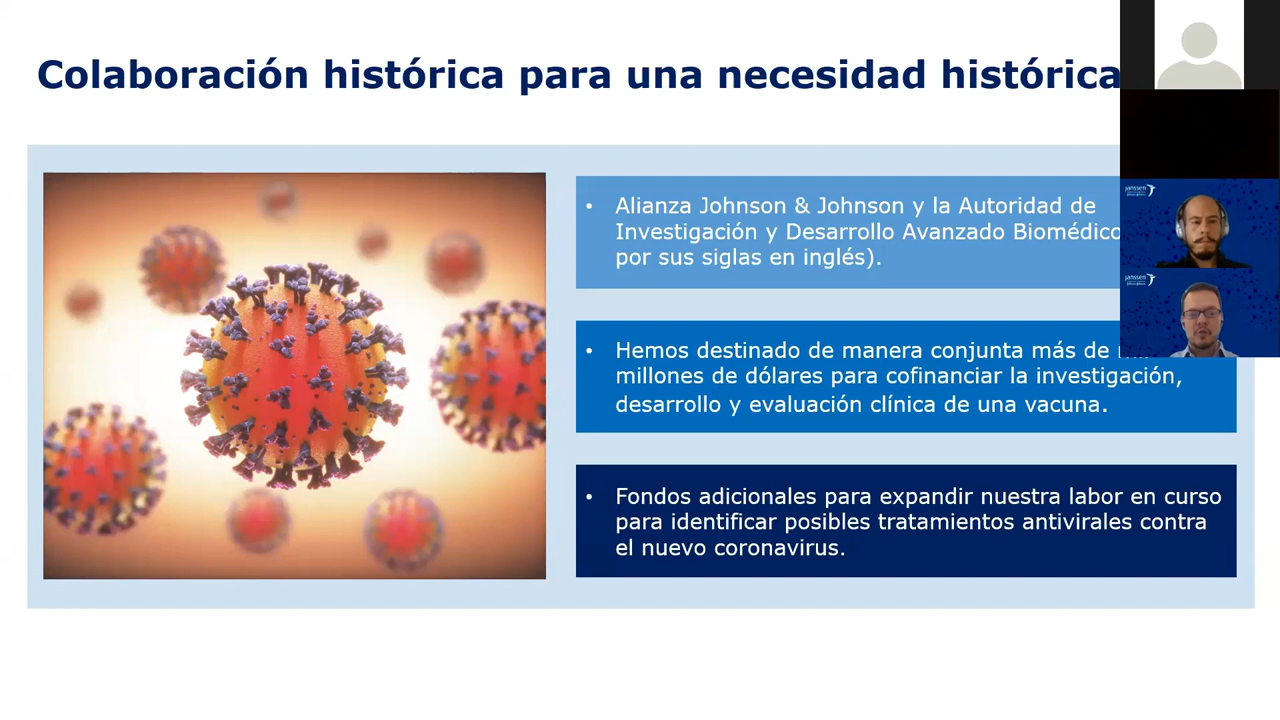 Colaboración histórica para una necesidad histórica
• Alianza Johnson & Johnson y la Autoridad de
Investigación y Desarrollo Avanzado Biomédico
por sus siglas en inglés).
• Hemos destinado de manera conjunta más de
millones de dólares para cofinanciar la investigación,
desarrollo y evaluación clínica de una vacuna.
• Fondos adicionales para expandir nuestra labor en curso
para identificar posibles tratamientos antivirales contra
el nuevo coronavirus.
janssen
janssen